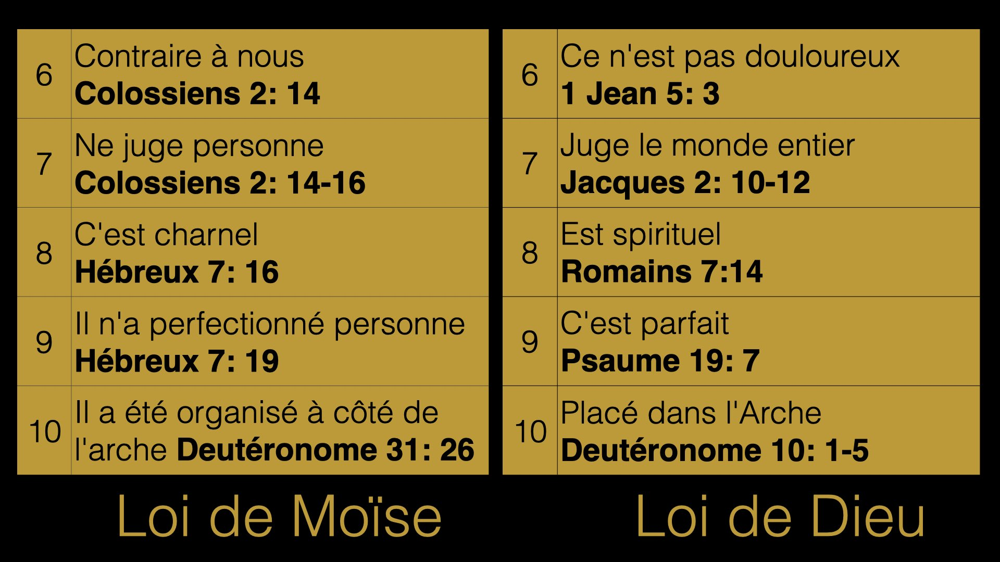 6
Contraire à nous
Colossiens 2: 14
7
Ne juge personne
Colossiens 2: 14-16
8
C'est charnel
Hébreux 7: 16
9
Il n'a perfectionné personne
Hébreux 7: 19
10
Il a été organisé à côté de
l'arche Deutéronome 31: 26
Loi de Moïse
6
Ce n'est pas douloureux
1 Jean 5: 3
7
Juge le monde entier
Jacques 2: 10-12
8
Est spirituel
Romains 7:14
9
C'est parfait
Psaume 19: 7
10
Placé dans l'Arche
Deutéronome 10: 1-5
Loi de Dieu